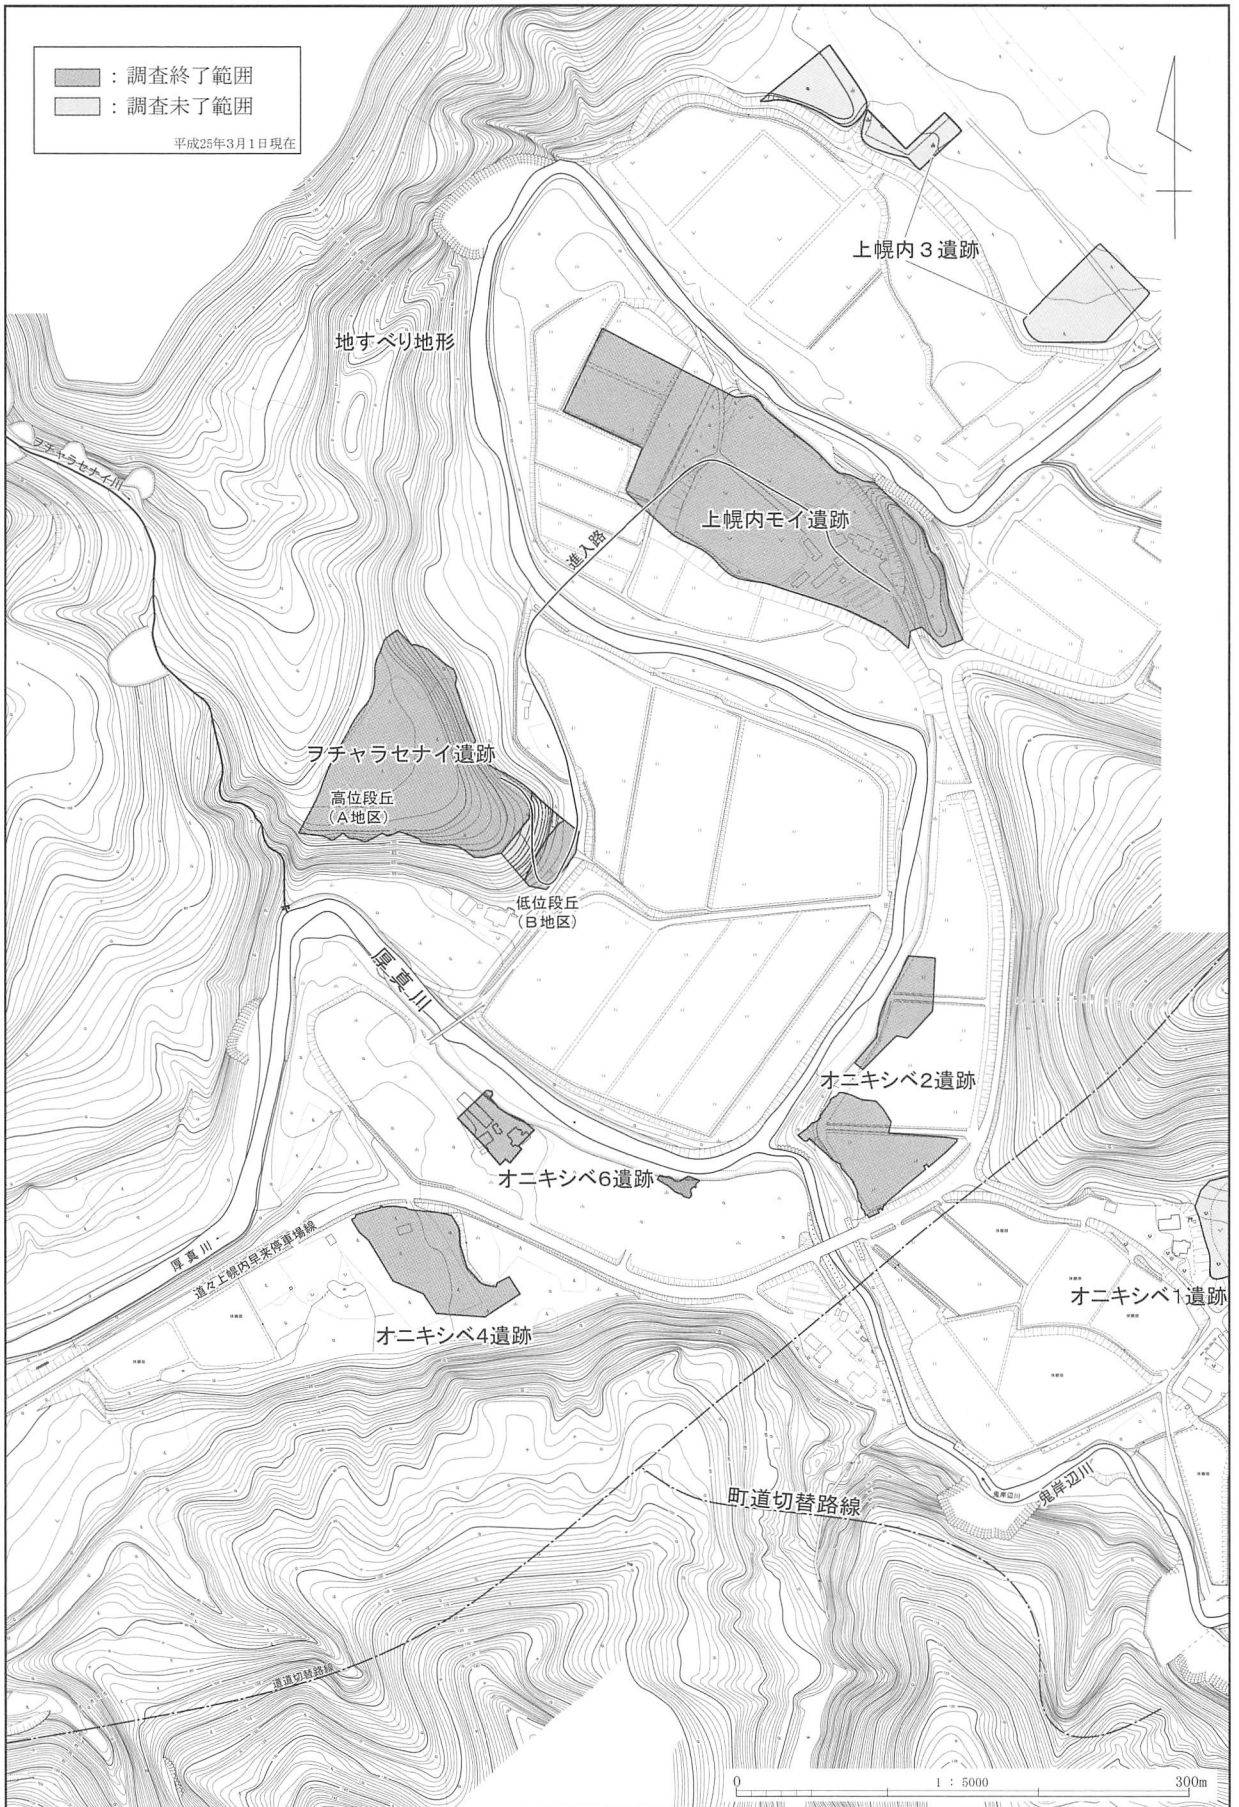 ：調査終了範囲
：調査未了範囲
平成25年3月1日現在
上幌内3遺跡
地すべり地形
ヲチャラセナイ川
上幌内モイ遺跡
進入路
ヲチャラセナイ遺跡
高位段丘
(A地区)
低位段丘
(B地区)
厚真川
オニキシベ2遺跡
オニキシベ6遺跡
厚真川
道々上幌内早来停車場線
オニキシベ1遺跡
オニキシベ4遺跡
町道切替路線
鬼岸辺川
鬼岸辺川
道道切替路線
0
1：5000
300m